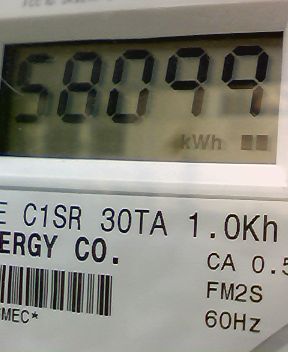 58099
kWh
E C1SR 30TA 1.0Kh
ERGY CO.
CA 0.5
FM2S
MEC*
60Hz